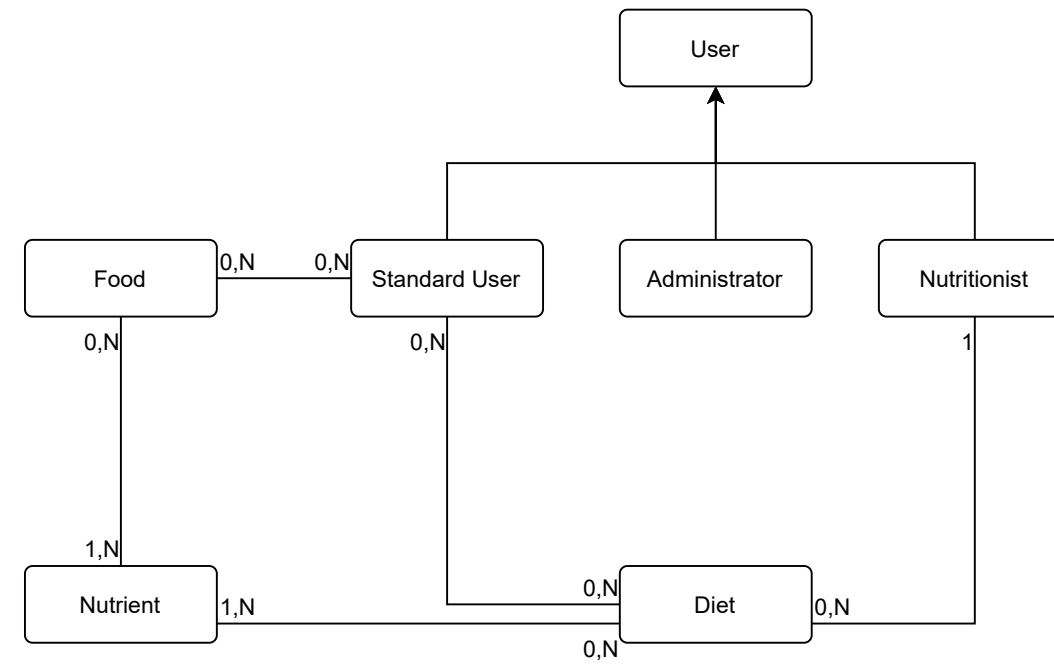 User
Food
0,N
0,N
Standard User
Administrator
Nutritionist
0,N
0,N
1
1,N
Nutrient
1,N
0,N
Diet
0,N
0,N